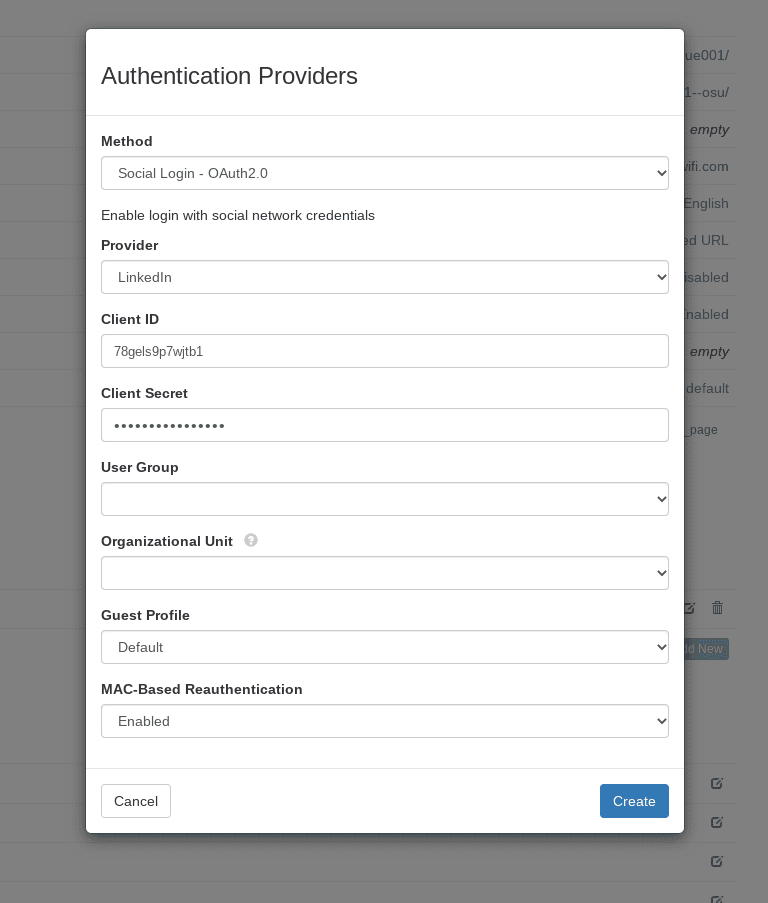 Authentication Providers
ue001/
1--osu/
empty
wifi.com
English
ed URL
isabled
nabled
empty
default
_page
dd New
Method
Social Login - OAuth2.0
Enable login with social network credentials
Provider
LinkedIn
Client ID
78gels9p7wjtb1
Client Secret
••••••••••••••••
User Group
Organizational Unit ?
Guest Profile
Default
MAC-Based Reauthentication
Enabled
Cancel
Create